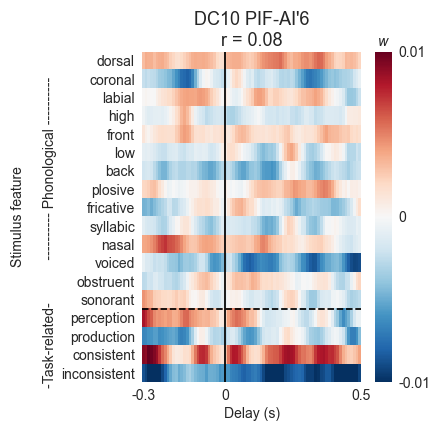 DC10 PIF-AI'6
r = 0.08
w
dorsal
coronal
labial
high
front
low
back
plosive
fricative
syllabic
nasal
voiced
obstruent
sonorant
perception
production
consistent
inconsistent
Stimulus feature
-Task-related- ---------- Phonological ----------
0.01
0
-0.01
-0.3 0 0.5
Delay (s)